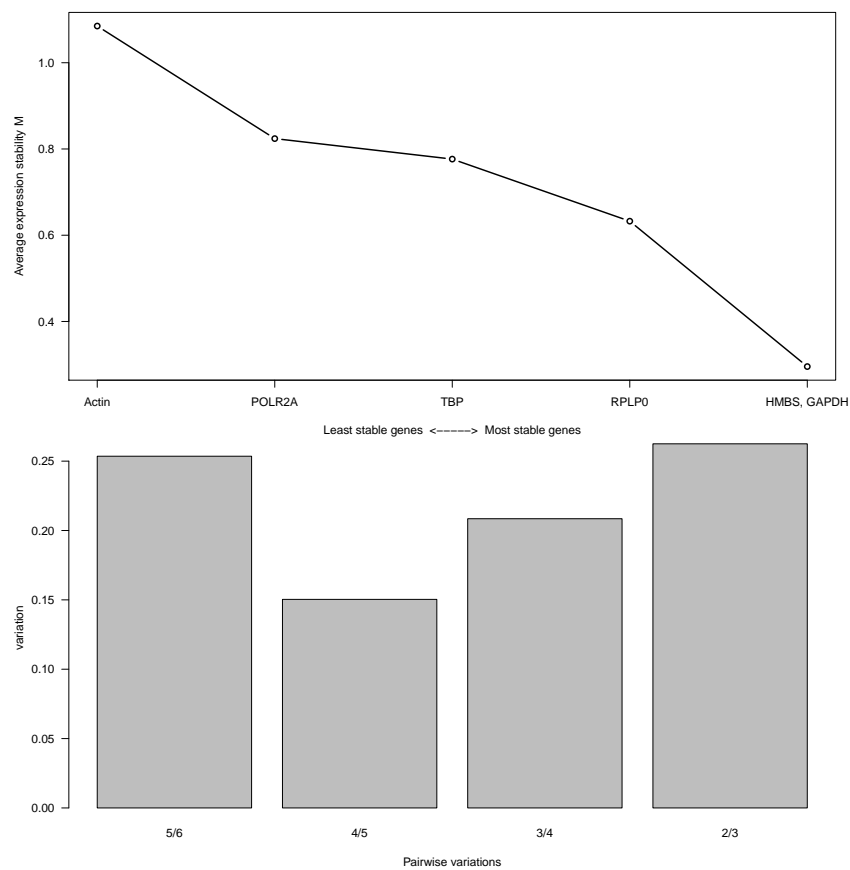 Average expression stability M
1.0
0.8
0.6
0.4
Actin POLR2A TBP RPLP0 HMBS, GAPDH
Least stable genes <-----> Most stable genes
variation
0.25
0.20
0.15
0.10
0.05
0.00
5/6 4/5 3/4 2/3
Pairwise variations